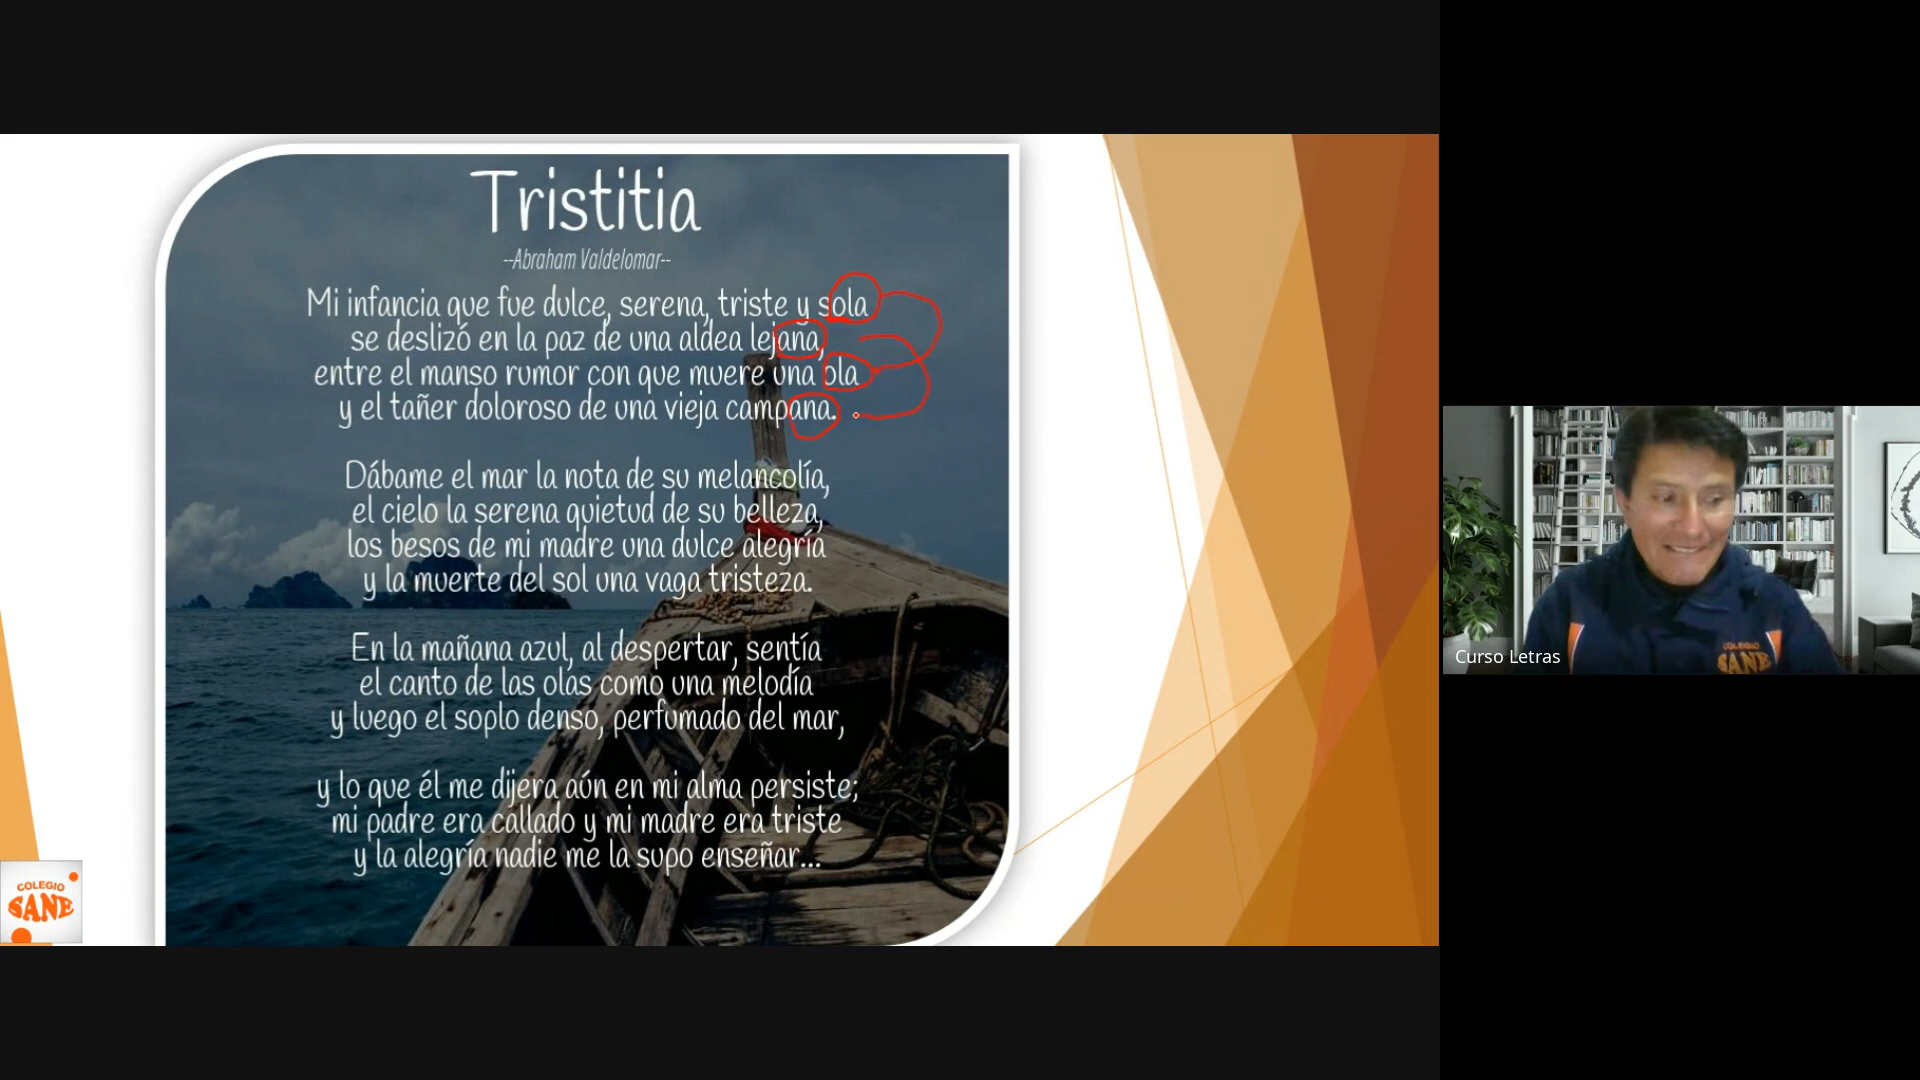 Tristitia
--Abraham Valdelomar--
Mi infancia que fue dulce, serena, triste y sola
se deslizó en la paz de una aldea lejana,
entre el manso rumor con que muere una ola
y el tañer doloroso de una vieja campana.
Dábame el mar la nota de su melancolía,
el cielo la serena quietud de su belleza,
los besos de mi madre una dulce alegría
y la muerte del sol una vaga tristeza.
En la mañana azul, al despertar, sentía
el canto de las olas como una melodía
y luego el soplo denso, perfumado del mar,
y lo que él me dijera aún en mi alma persiste;
mi padre era callado y mi madre era triste
y la alegría nadie me la supo enseñar...
COLEGIO
SANE
Curso Letras
COLEGIO
SANE